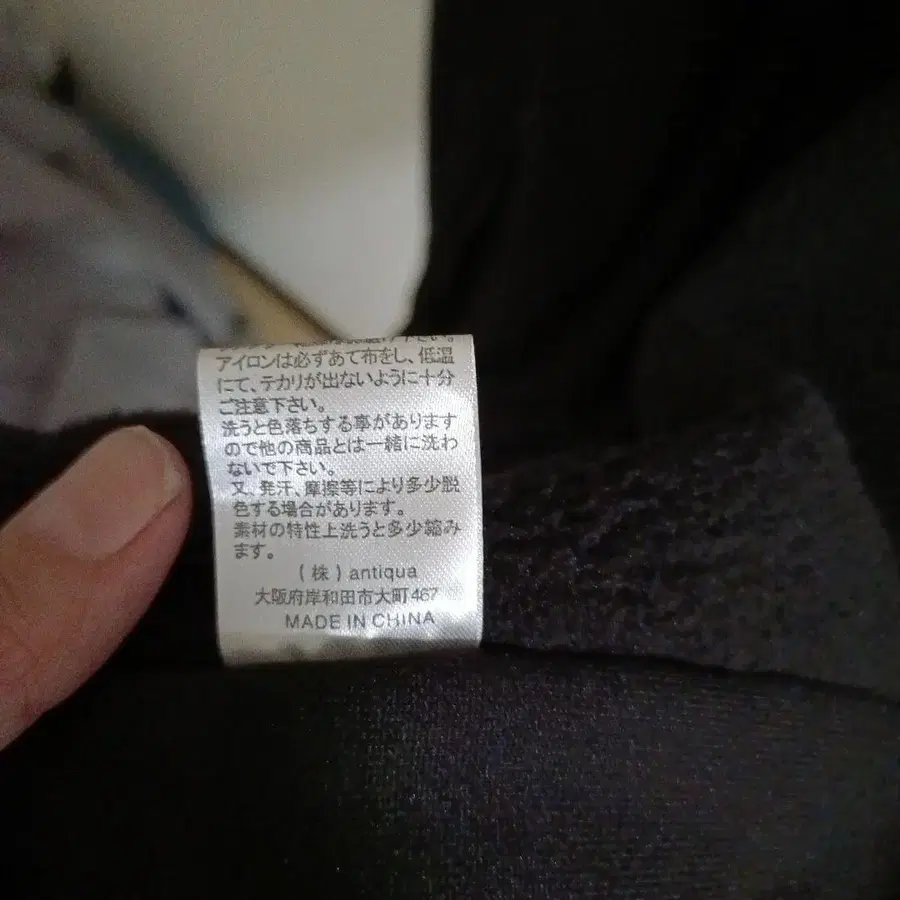 アイロンは必ずあて布をし、低温
にて、テカリが出ないように十分
ご注意下さい。
洗うと色落ちする事があります
ので他の商品とは一緒に洗わ
ないで下さい。
又、発汗、摩擦等により多少脱
色する場合があります。
素材の特性上洗うと多少縮み
ます。
(株)antiqua
大阪府岸和田市大町467
MADE IN CHINA